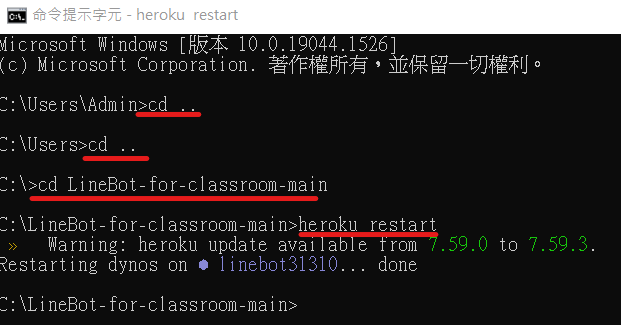 命令提示字元 - heroku restart
Microsoft Windows [版本 10.0.19044.1526]
(c) Microsoft Corporation. 著作權所有，並保留一切權利。
C:\Users\Admin>cd ..
C:\Users>cd ..
C:\>cd LineBot-for-classroom-main
C:\LineBot-for-classroom-main>heroku restart
»   Warning: heroku update available from 7.59.0 to 7.59.3.
Restarting dynos on ⬢ linebot31310... done
C:\LineBot-for-classroom-main>